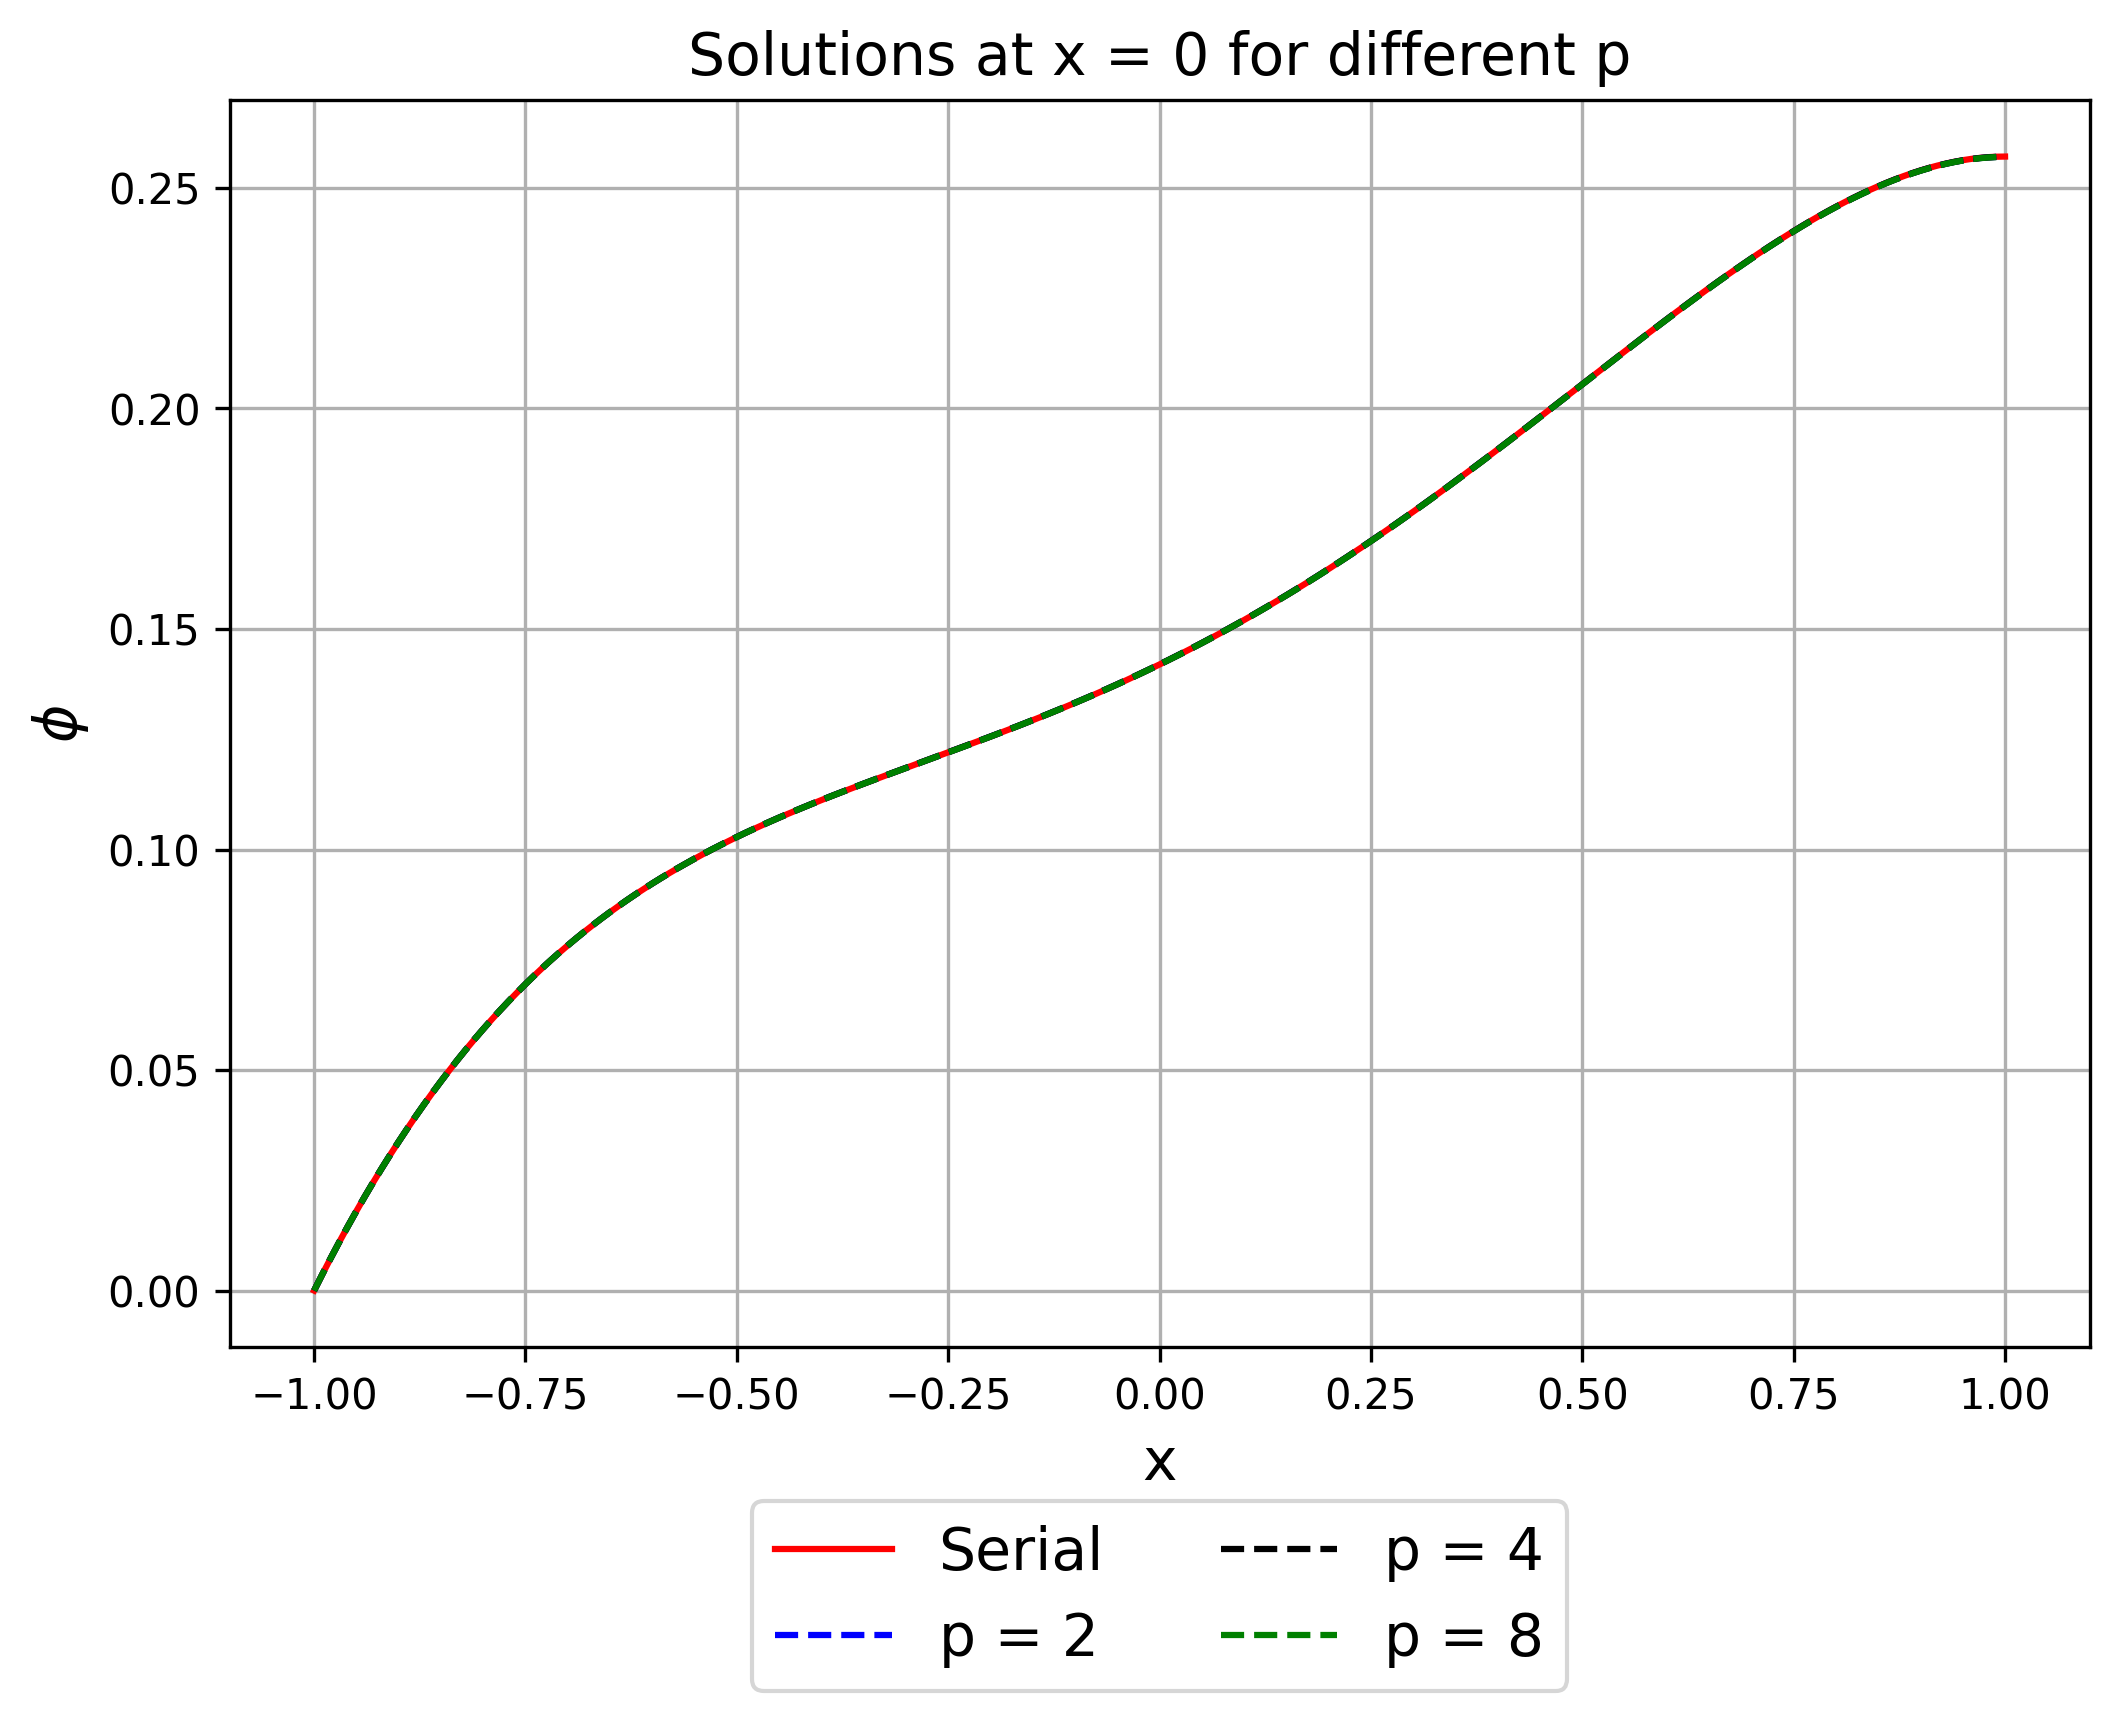 Solutions at x = 0 for different p
0.25
0.20
0.15
0.10
0.05
0.00
ϕ
−1.00 −0.75 −0.50 −0.25 0.00 0.25 0.50 0.75 1.00
x
Serial p = 4
p = 2 p = 8